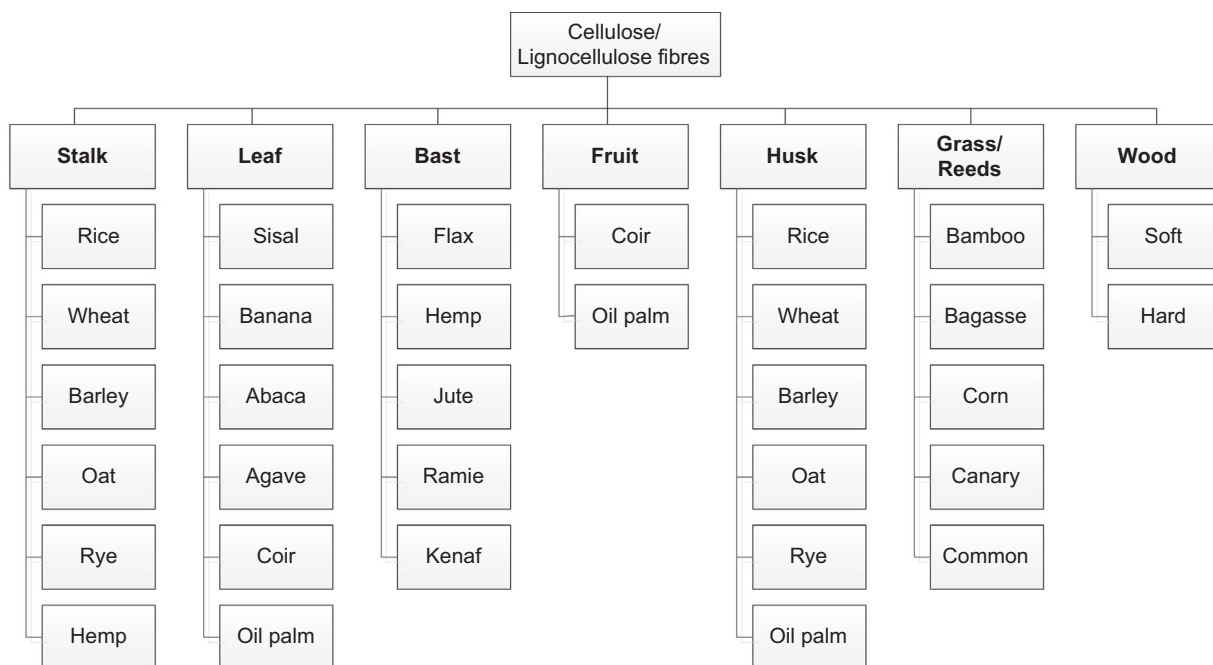 Cellulose/
Lignocellulose fibres
Stalk
Rice
Wheat
Barley
Oat
Rye
Hemp
Leaf
Sisal
Banana
Abaca
Agave
Coir
Oil palm
Bast
Flax
Hemp
Jute
Ramie
Kenaf
Fruit
Coir
Oil palm
Husk
Rice
Wheat
Barley
Oat
Rye
Oil palm
Grass/
Reeds
Bamboo
Bagasse
Corn
Canary
Common
Wood
Soft
Hard